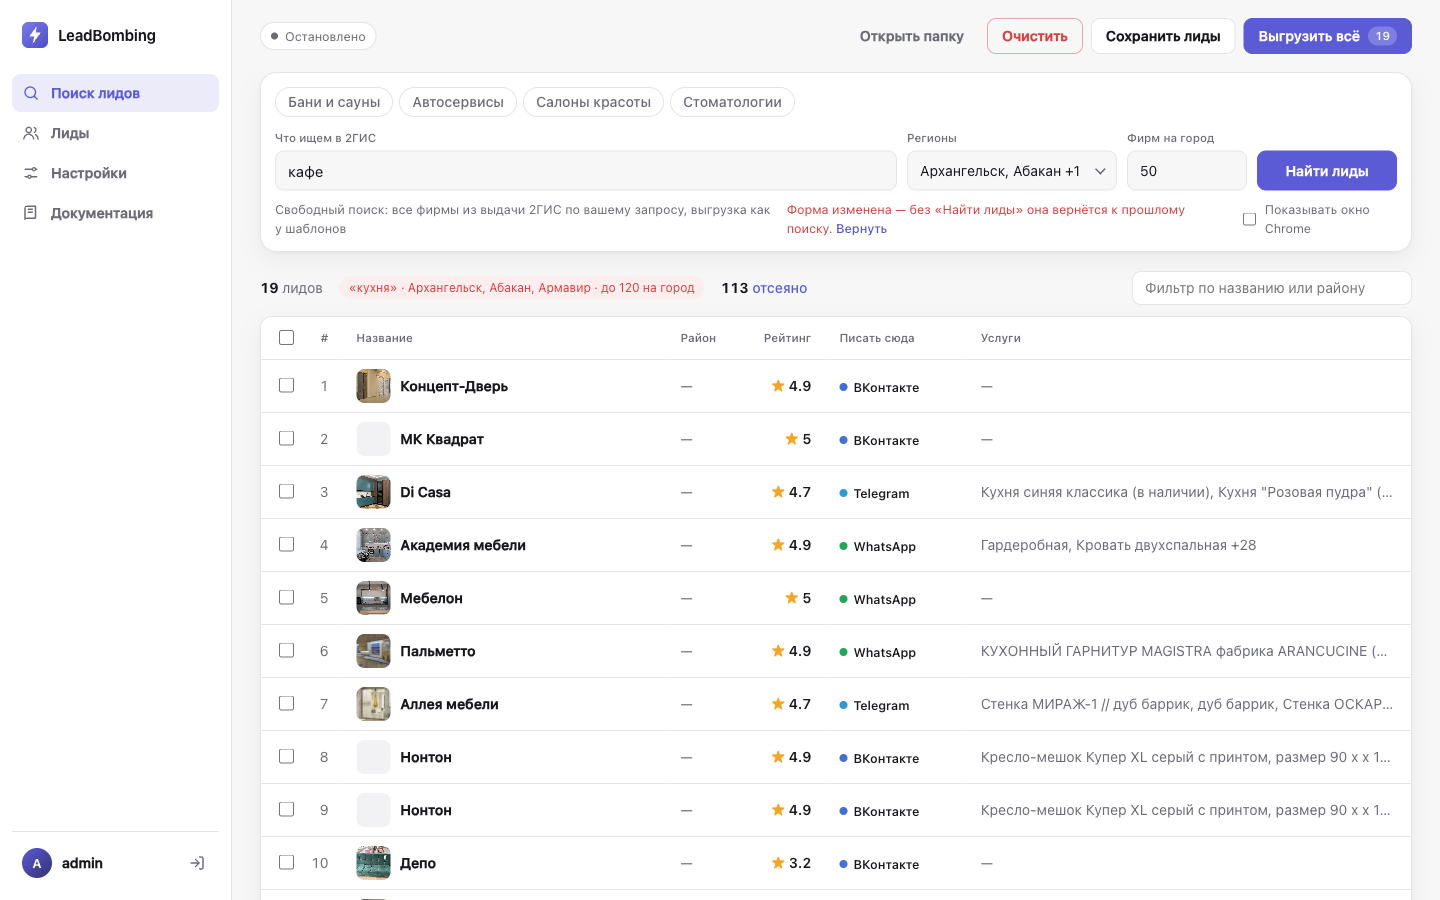 LeadBombing
Остановлено
Открыть папку
Очистить
Сохранить лиды
Выгрузить всё 19
Поиск лидов
Лиды
Настройки
Документация
Бани и сауны
Автосервисы
Салоны красоты
Стоматологии
Что ищем в 2ГИС
Регионы
Фирм на город
кафе
Архангельск, Абакан +1
50
Найти лиды
Свободный поиск: все фирмы из выдачи 2ГИС по вашему запросу, выгрузка как
у шаблонов
Форма изменена — без «Найти лиды» она вернётся к прошлому
поиску. Вернуть
Показывать окно
Chrome
19 лидов
«кухня» · Архангельск, Абакан, Армавир · до 120 на город
113 отсеяно
Фильтр по названию или району
# Название Район Рейтинг Писать сюда Услуги
1 Концепт-Дверь — 4.9 ВКонтакте —
2 МК Квадрат — 5 ВКонтакте —
3 Di Casa — 4.7 Telegram Кухня синяя классика (в наличии), Кухня "Розовая пудра" (...
4 Академия мебели — 4.9 WhatsApp Гардеробная, Кровать двухспальная +28
5 Мебелон — 5 WhatsApp —
6 Пальметто — 4.9 WhatsApp КУХОННЫЙ ГАРНИТУР MAGISTRA фабрика ARANCUCINE (...
7 Аллея мебели — 4.7 Telegram Стенка МИРАЖ-1 // дуб баррик, дуб баррик, Стенка ОСКАР...
8 Нонтон — 4.9 ВКонтакте Кресло-мешок Купер XL серый с принтом, размер 90 х х 1...
9 Нонтон — 4.9 ВКонтакте Кресло-мешок Купер XL серый с принтом, размер 90 х х 1...
10 Депо — 3.2 ВКонтакте —
A admin